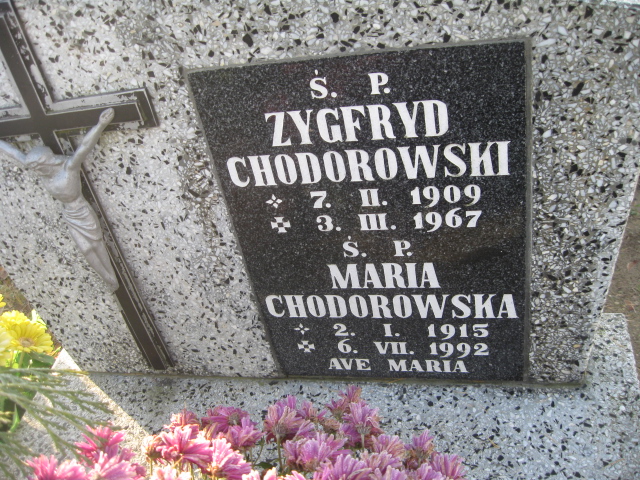 Ś. P.
ZYGFRYD
CHODOROWSKI
7. II. 1909
3. III. 1967
Ś. P.
MARIA
CHODOROWSKA
2. I. 1915
6. VII. 1992
AVE MARIA